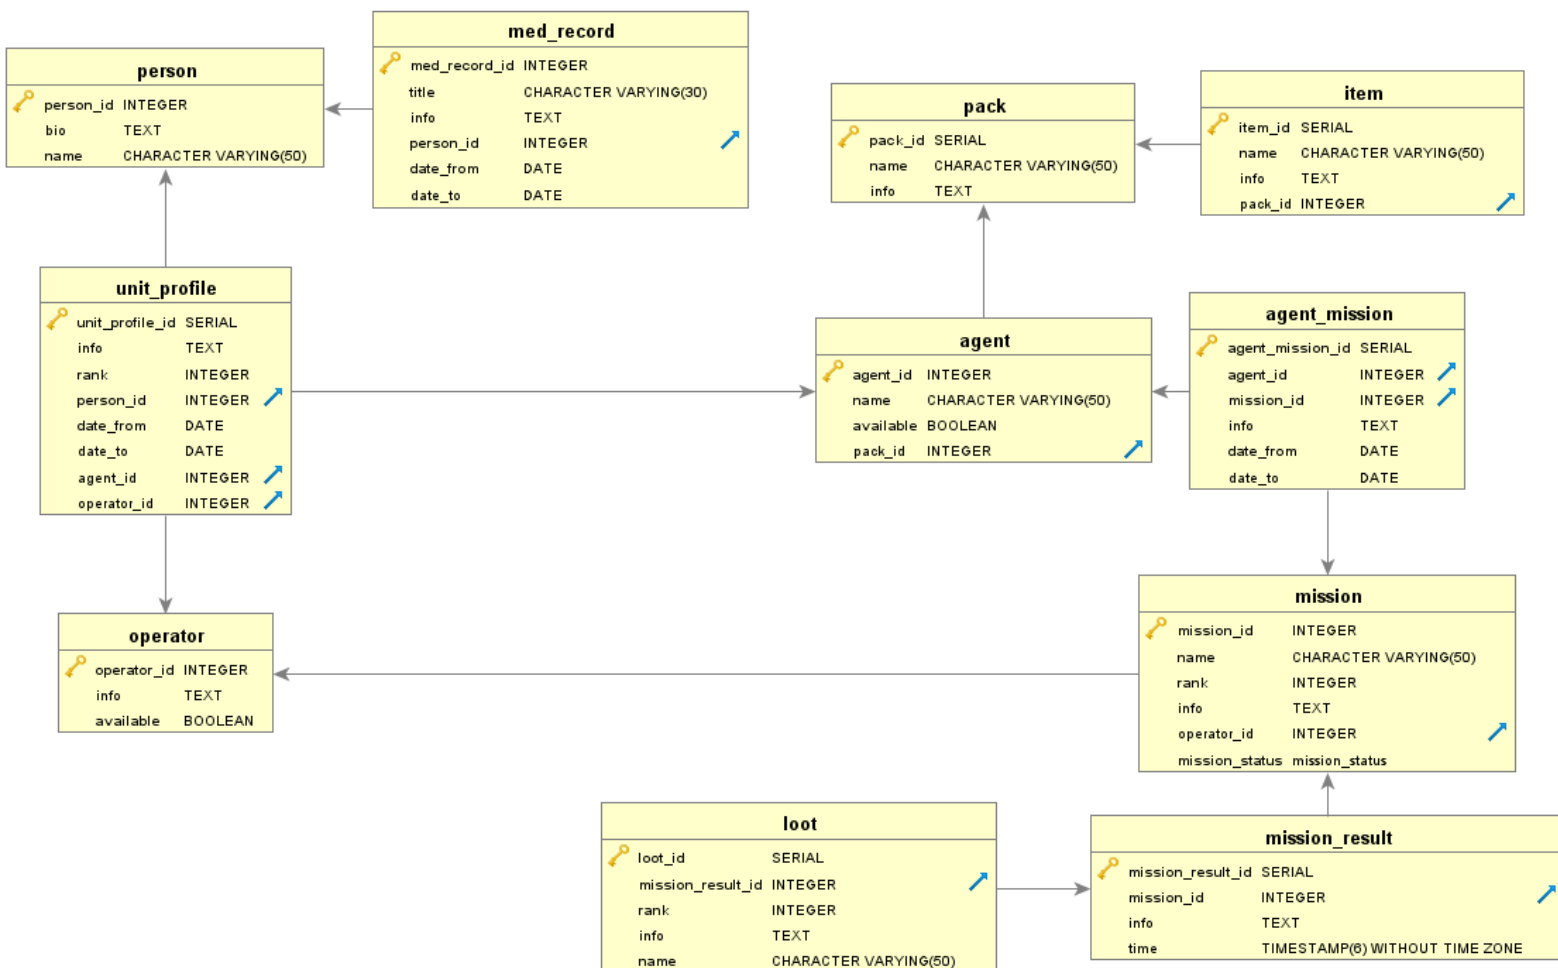 med_record
med_record_id INTEGER
title CHARACTER VARYING(30)
info TEXT
person_id INTEGER
date_from DATE
date_to DATE
person
person_id INTEGER
bio TEXT
name CHARACTER VARYING(50)
pack
pack_id SERIAL
name CHARACTER VARYING(50)
info TEXT
item
item_id SERIAL
name CHARACTER VARYING(50)
info TEXT
pack_id INTEGER
unit_profile
unit_profile_id SERIAL
info TEXT
rank INTEGER
person_id INTEGER
date_from DATE
date_to DATE
agent_id INTEGER
operator_id INTEGER
agent
agent_id INTEGER
name CHARACTER VARYING(50)
available BOOLEAN
pack_id INTEGER
agent_mission
agent_mission_id SERIAL
agent_id INTEGER
mission_id INTEGER
info TEXT
date_from DATE
date_to DATE
operator
operator_id INTEGER
info TEXT
available BOOLEAN
mission
mission_id INTEGER
name CHARACTER VARYING(50)
rank INTEGER
info TEXT
operator_id INTEGER
mission_status mission_status
loot
loot_id SERIAL
mission_result_id INTEGER
rank INTEGER
info TEXT
name CHARACTER VARYING(50)
mission_result
mission_result_id SERIAL
mission_id INTEGER
info TEXT
time TIMESTAMP(6) WITHOUT TIME ZONE